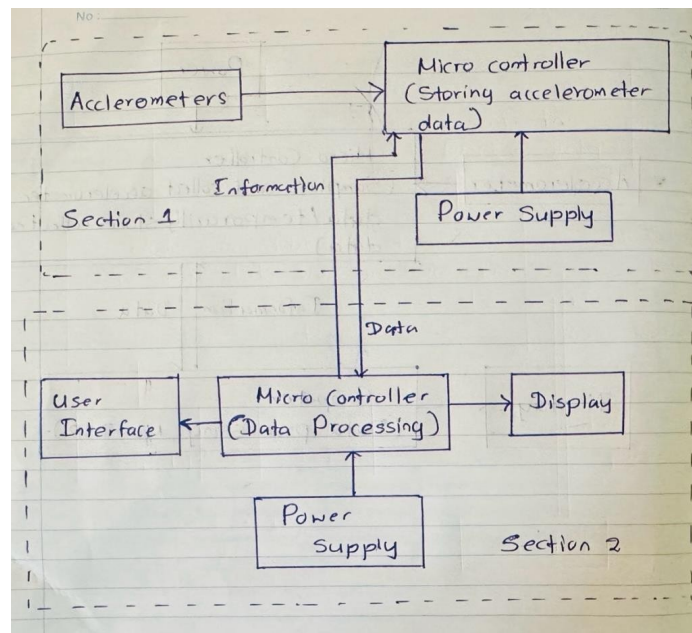 No:
Acclerometers
Micro controller
(Storing accelerometer
data)
Information
Section 1
Power Supply
Data
User
Interface
Micro Controller
(Data Processing)
Display
Power
Supply
Section 2